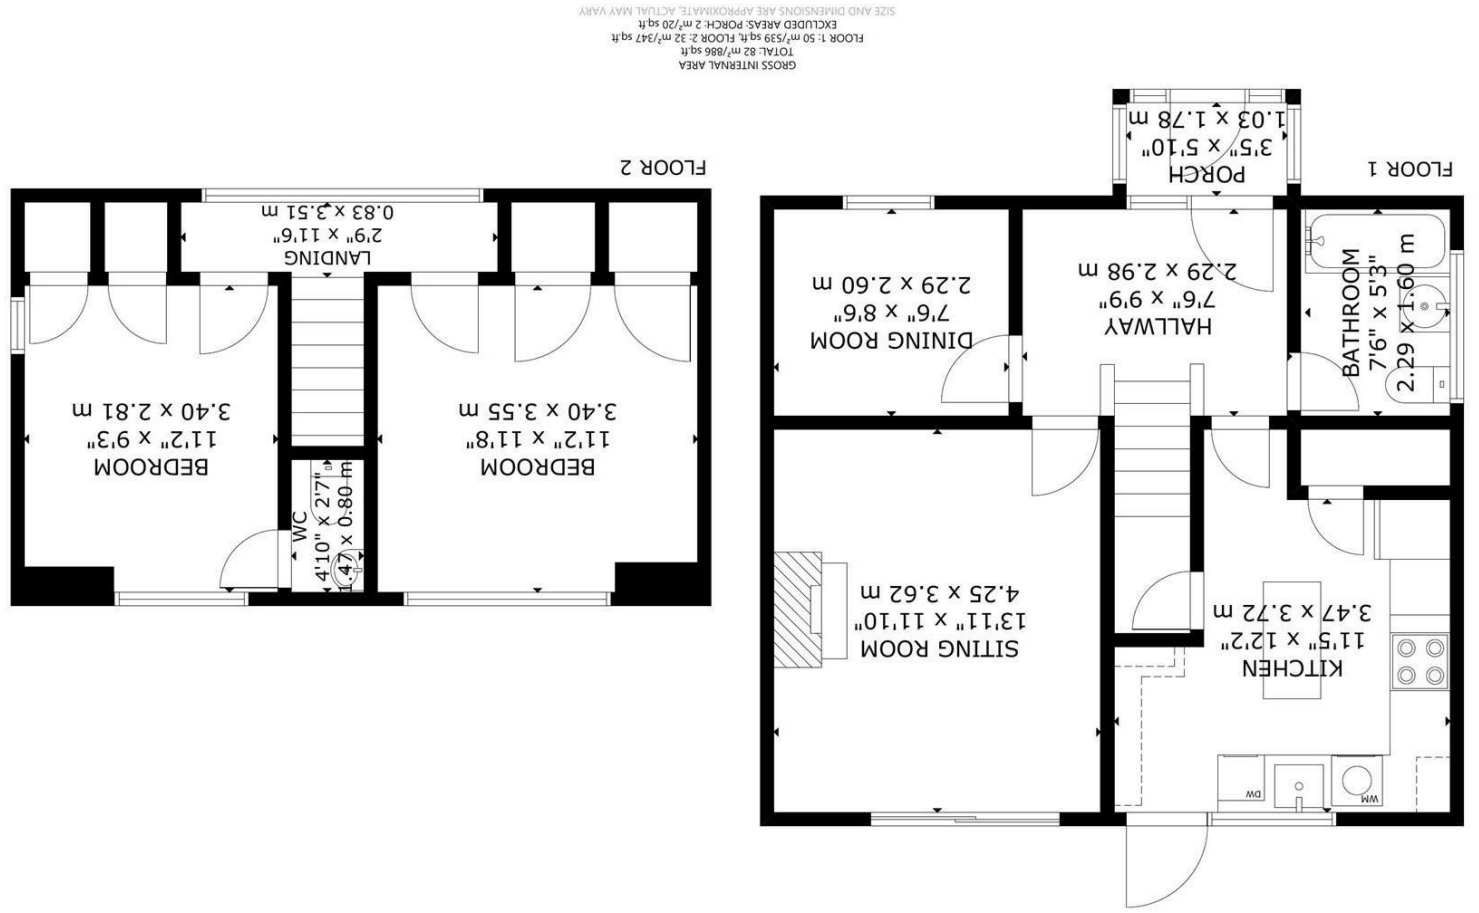 FLOOR 1
PORCH
3'5" x 5'10"
1.03 x 1.78 m
BATHROOM
7'6" x 5'3"
2.29 x 1.60 m
HALLWAY
7'6" x 9'9"
2.29 x 2.98 m
DINING ROOM
7'6" x 8'6"
2.29 x 2.60 m
KITCHEN
11'5" x 12'2"
3.47 x 3.72 m
WM
DW
SITING ROOM
13'11" x 11'10"
4.25 x 3.62 m
FLOOR 2
LANDING
2'9" x 11'6"
0.83 x 3.51 m
BEDROOM
11'2" x 11'8"
3.40 x 3.55 m
WC
4'10" x 2'7"
1.47 x 0.80 m
BEDROOM
11'2" x 9'3"
3.40 x 2.81 m
GROSS INTERNAL AREA
TOTAL: 82 m²/886 sq.ft
FLOOR 1: 50 m²/539 sq.ft, FLOOR 2: 32 m²/347 sq.ft
EXCLUDED AREAS: PORCH: 2 m²/20 sq.ft
SIZE AND DIMENSIONS ARE APPROXIMATE, ACTUAL MAY VARY